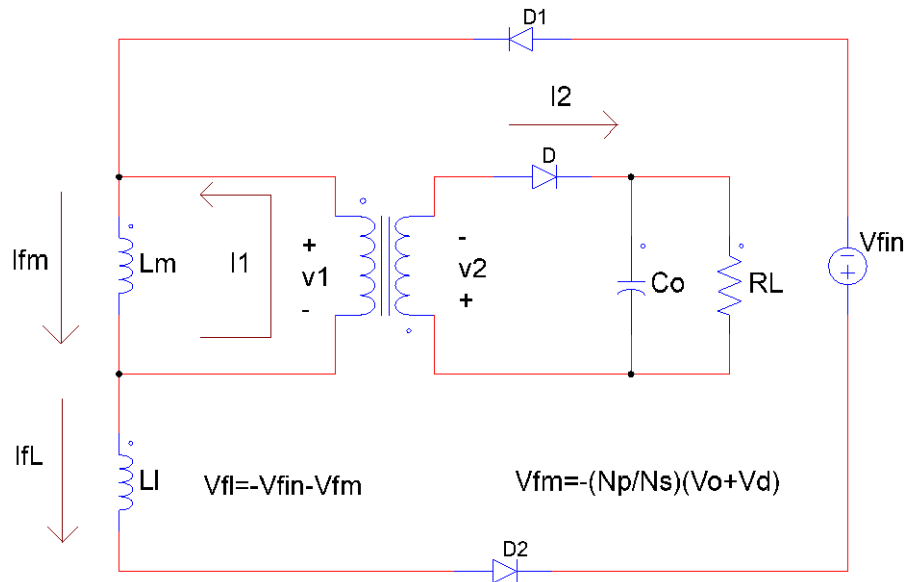 D1
I2
D
Ifm
Lm
I1
+
v1
-
-
v2
+
Co
RL
Vfin
-
+
IfL
Ll
Vfl=-Vfin-Vfm
Vfm=-(Np/Ns)(Vo+Vd)
D2